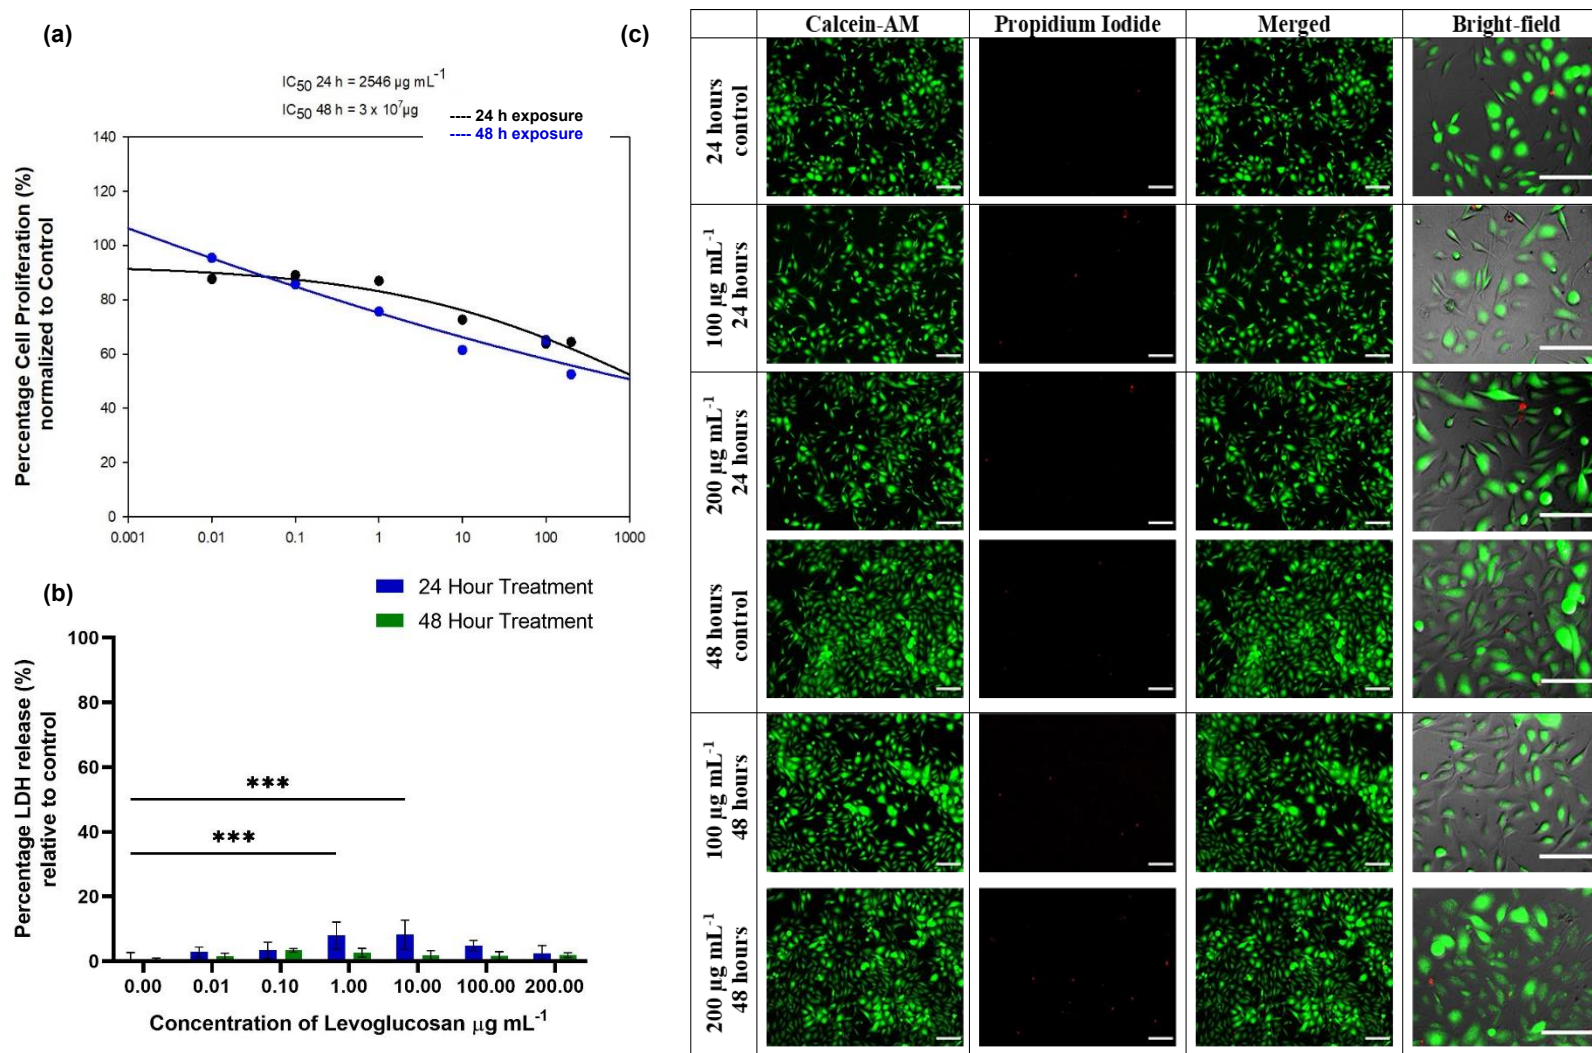 (a)
IC50 24 h = 2546 µg mL-1
IC50 48 h = 3 x 10^7µg
---- 24 h exposure
---- 48 h exposure
Percentage Cell Proliferation (%)
normalized to Control
140
120
100
80
60
40
20
0
0.001 0.01 0.1 1 10 100 1000
(b)
24 Hour Treatment
48 Hour Treatment
Percentage LDH release (%)
relative to control
100
80
60
40
20
0
***
***
0.00 0.01 0.10 1.00 10.00 100.00 200.00
Concentration of Levoglucosan µg mL-1
(c)
Calcein-AM Propidium Iodide Merged Bright-field
24 hours
control
100 µg mL-1
24 hours
200 µg mL-1
24 hours
48 hours
control
100 µg mL-1
48 hours
200 µg mL-1
48 hours